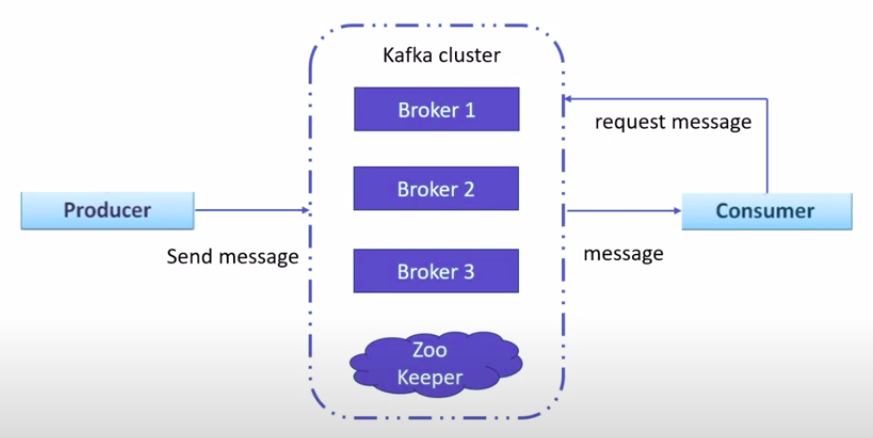 Kafka cluster
Broker 1
request message
Broker 2
Producer
Consumer
Send message
message
Broker 3
Zoo
Keeper